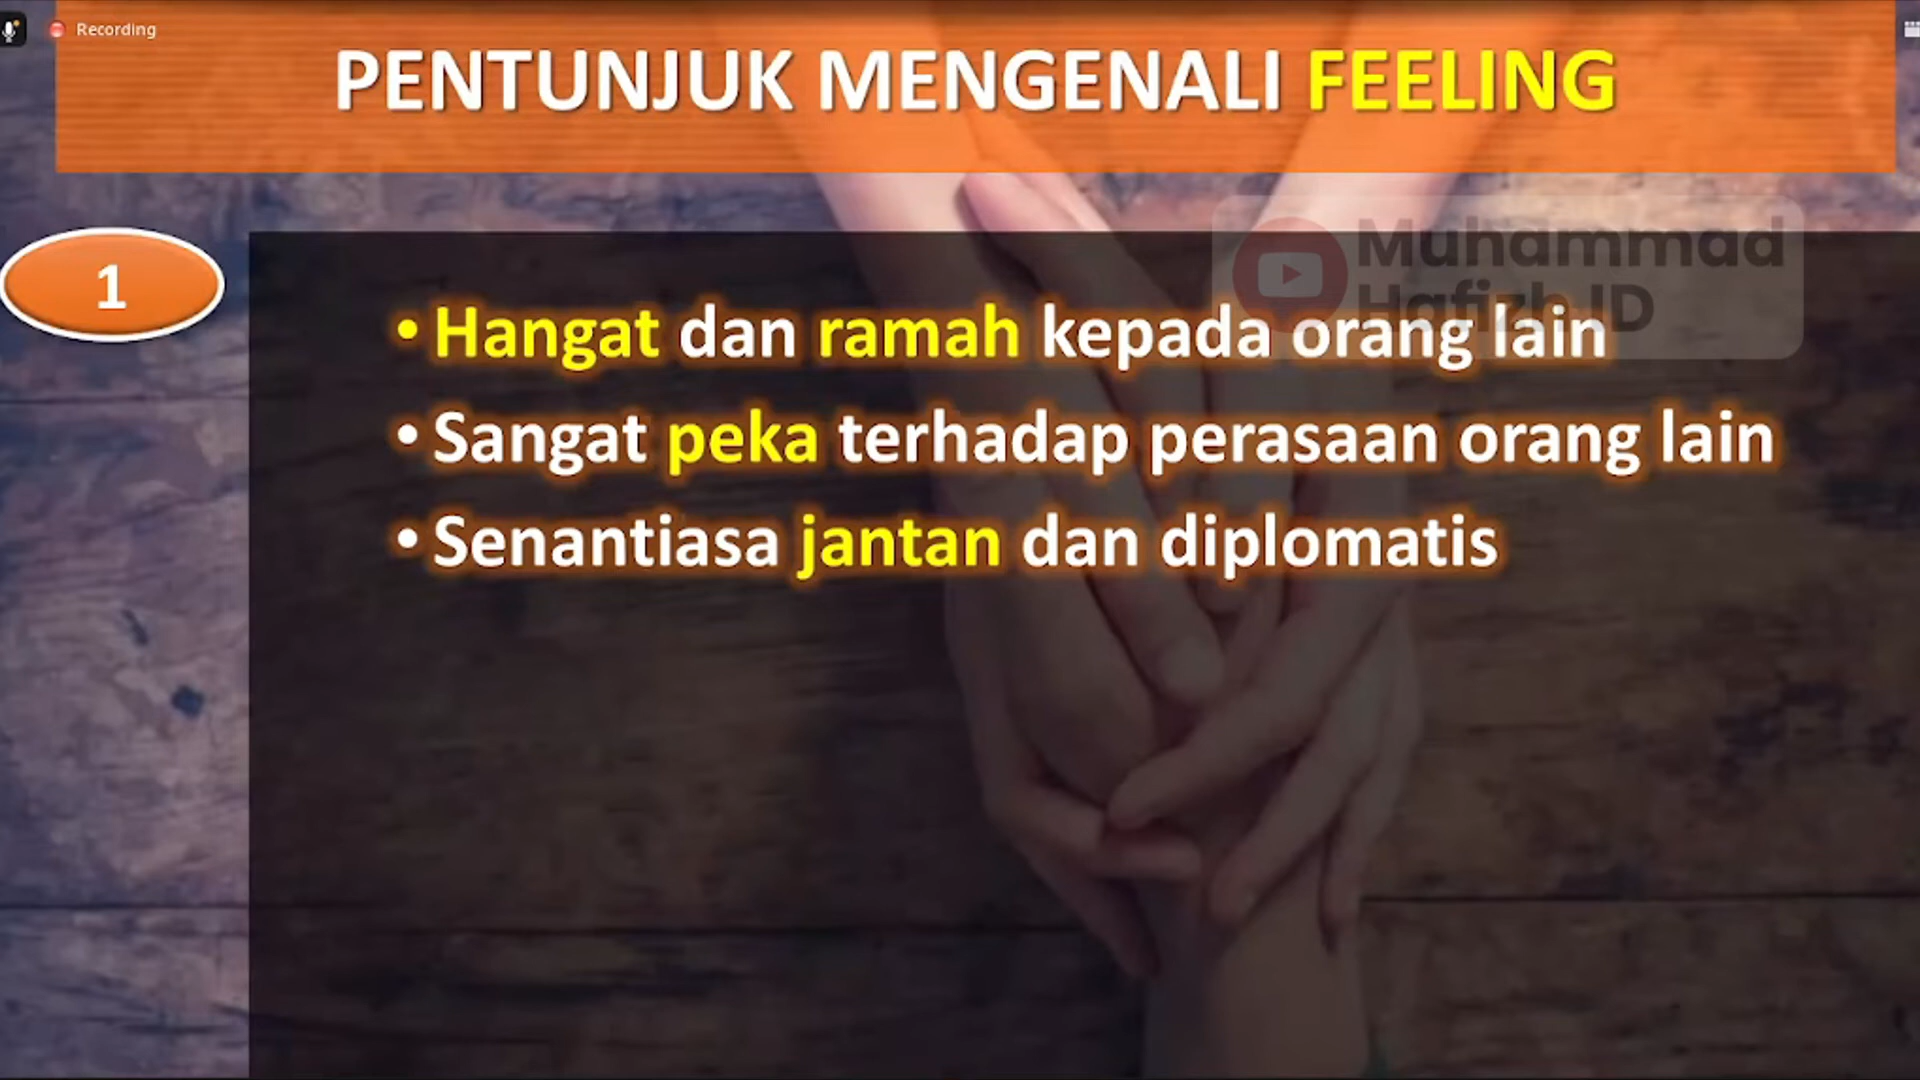 Recording
PENTUNJUK MENGENALI FEELING
1
Muhammad
Hafizh ID
• Hangat dan ramah kepada orang lain
• Sangat peka terhadap perasaan orang lain
• Senantiasa jantan dan diplomatis